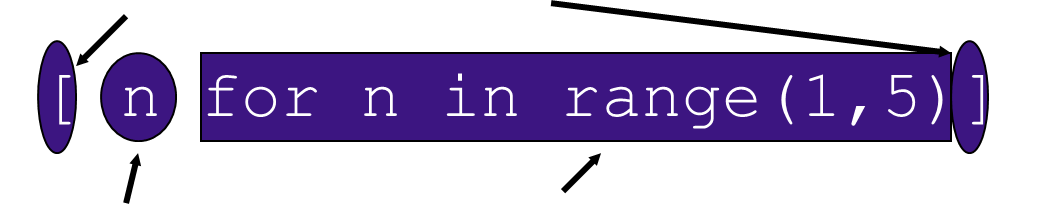 [ n for n in range(1,5)]